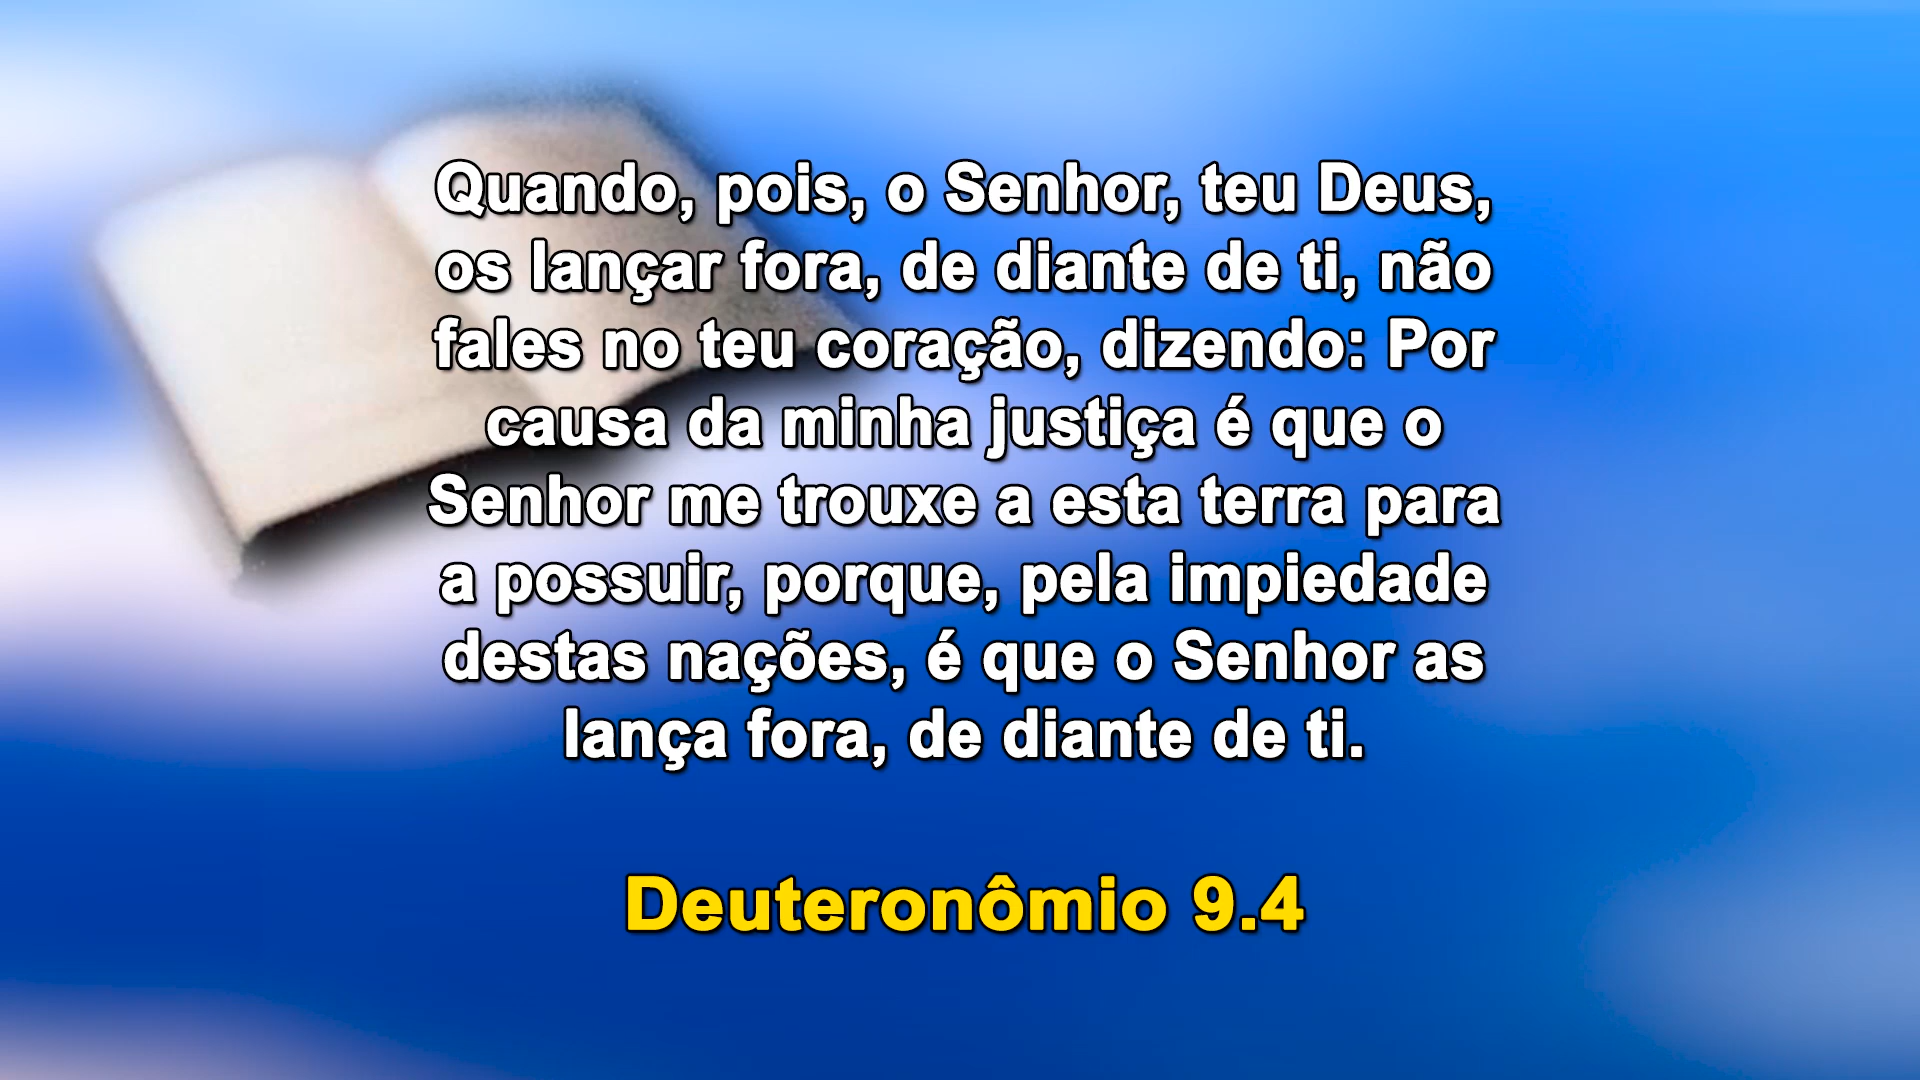 Quando, pois, o Senhor, teu Deus,
os lançar fora, de diante de ti, não
fales no teu coração, dizendo: Por
causa da minha justiça é que o
Senhor me trouxe a esta terra para
a possuir, porque, pela impiedade
destas nações, é que o Senhor as
lança fora, de diante de ti.
Deuteronômio 9.4